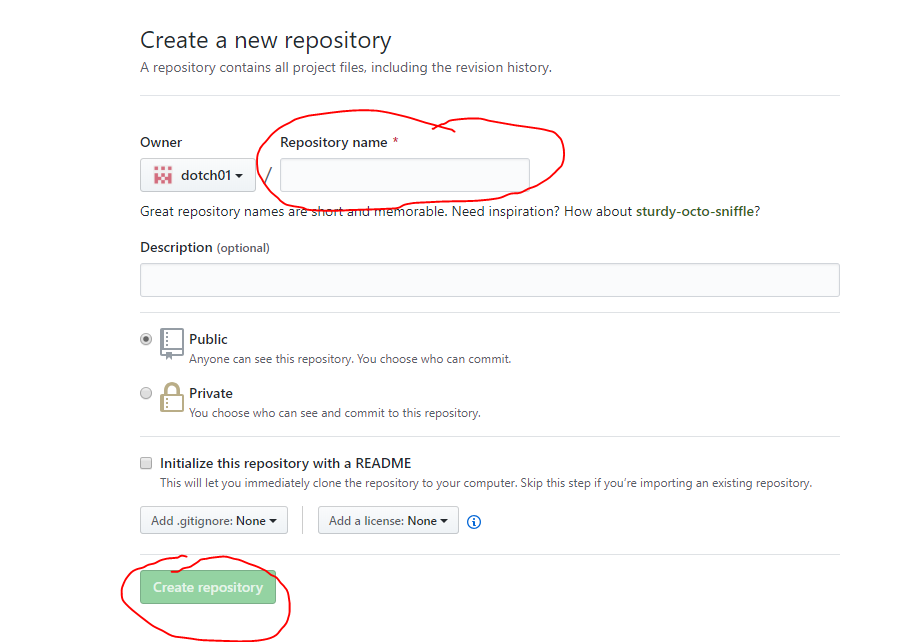 Create a new repository
A repository contains all project files, including the revision history.
Owner
Repository name *
dotch01 /
Great repository names are short and memorable. Need inspiration? How about sturdy-octo-sniffle?
Description (optional)
Public
Anyone can see this repository. You choose who can commit.
Private
You choose who can see and commit to this repository.
Initialize this repository with a README
This will let you immediately clone the repository to your computer. Skip this step if you’re importing an existing repository.
Add .gitignore: None
Add a license: None
Create repository